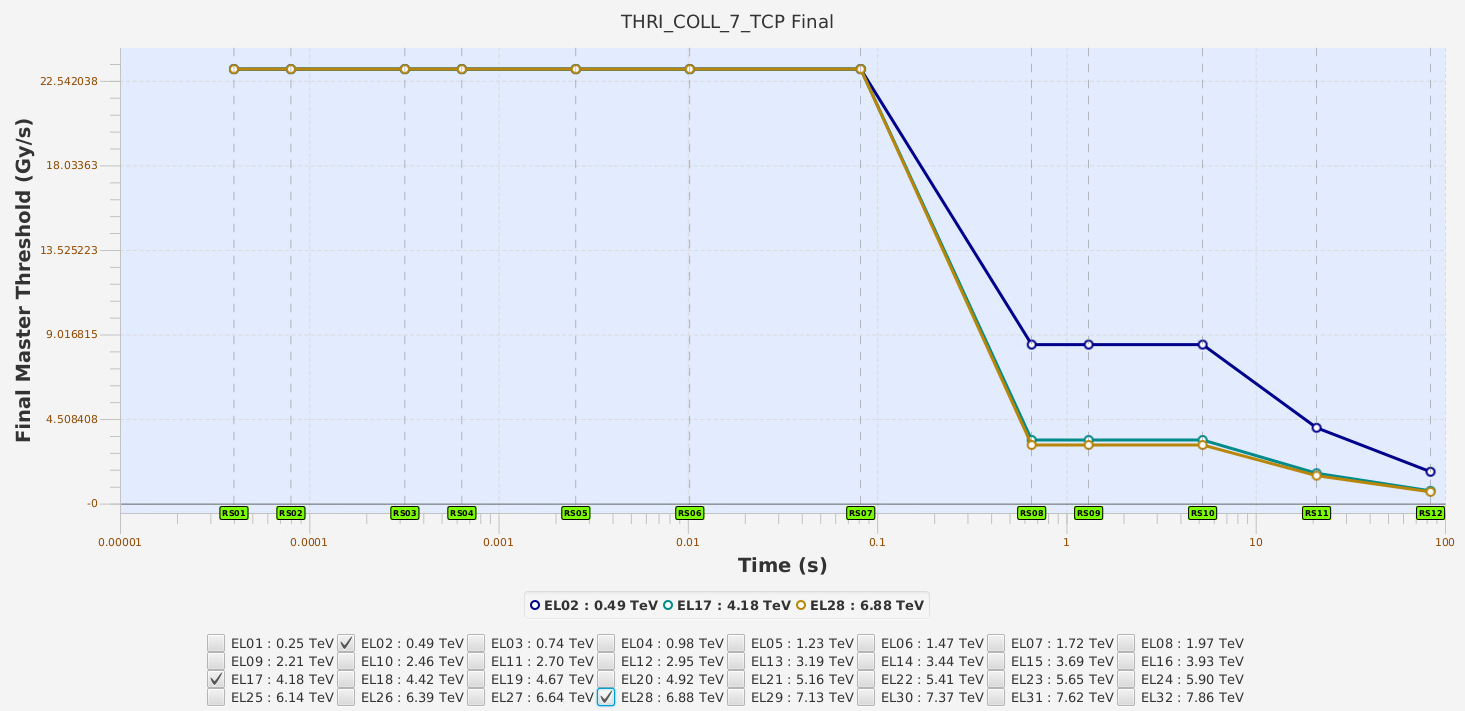 THRI_COLL_7_TCP Final
Final Master Threshold (Gy/s)
22.542038
18.03363
13.525223
9.016815
4.508408
-0
RS01 RS02 RS03 RS04 RS05 RS06 RS07 RS08 RS09 RS10 RS11 RS12
0.00001 0.0001 0.001 0.01 0.1 1 10 100
Time (s)
EL02 : 0.49 TeV EL17 : 4.18 TeV EL28 : 6.88 TeV
EL01 : 0.25 TeV EL02 : 0.49 TeV EL03 : 0.74 TeV EL04 : 0.98 TeV EL05 : 1.23 TeV EL06 : 1.47 TeV EL07 : 1.72 TeV EL08 : 1.97 TeV
EL09 : 2.21 TeV EL10 : 2.46 TeV EL11 : 2.70 TeV EL12 : 2.95 TeV EL13 : 3.19 TeV EL14 : 3.44 TeV EL15 : 3.69 TeV EL16 : 3.93 TeV
EL17 : 4.18 TeV EL18 : 4.42 TeV EL19 : 4.67 TeV EL20 : 4.92 TeV EL21 : 5.16 TeV EL22 : 5.41 TeV EL23 : 5.65 TeV EL24 : 5.90 TeV
EL25 : 6.14 TeV EL26 : 6.39 TeV EL27 : 6.64 TeV EL28 : 6.88 TeV EL29 : 7.13 TeV EL30 : 7.37 TeV EL31 : 7.62 TeV EL32 : 7.86 TeV